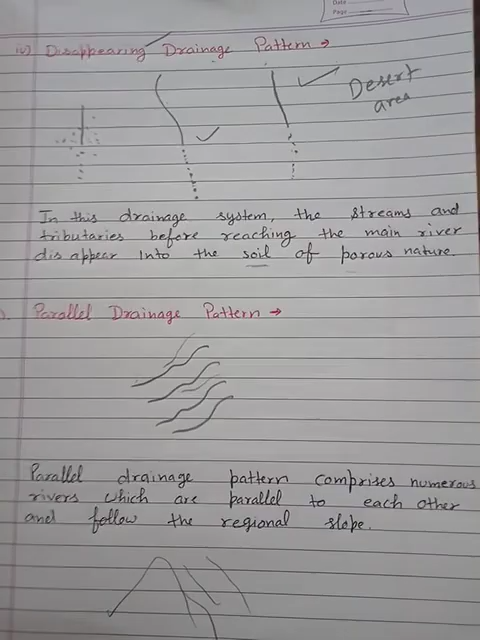 Date
Page
iv) Disappearing Drainage Pattern →
Desert
area
In this drainage system, the streams and
tributaries before reaching the main river
disappear into the soil of porous nature.
). Parallel Drainage Pattern →
Parallel drainage pattern comprises numerous
rivers which are parallel to each other
and follow the regional slope.